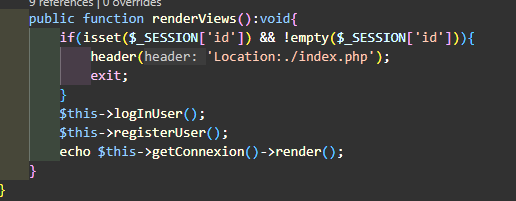 9 references | 0 overrides
public function renderViews():void{
if(isset($_SESSION['id']) && !empty($_SESSION['id'])){
header(header: 'Location:./index.php');
exit;
}
$this->logInUser();
$this->registerUser();
echo $this->getConnexion()->render();
}
}